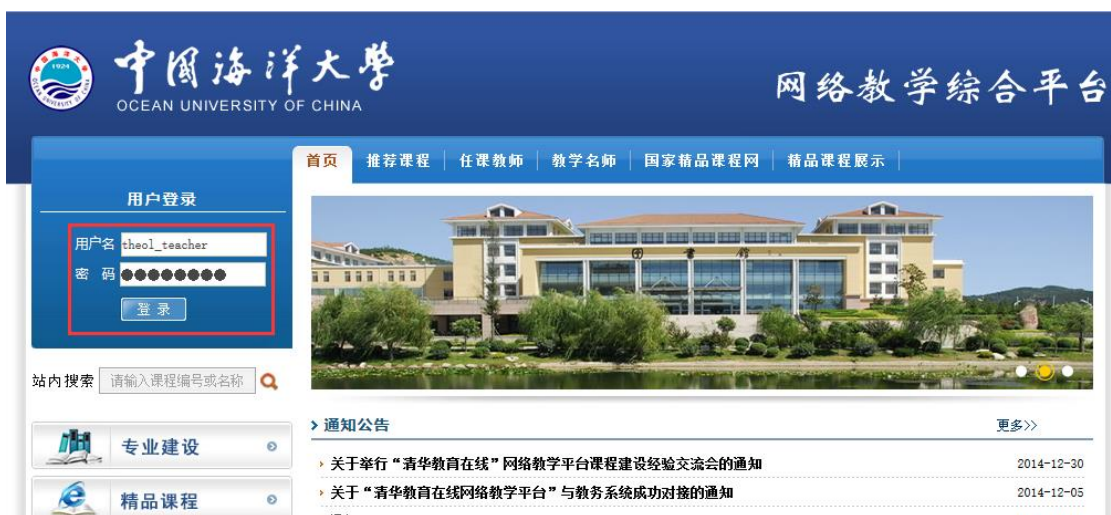 1924
中国海洋大學
OCEAN UNIVERSITY OF CHINA
网络教学综合平台
首页 推荐课程 任课教师 教学名师 国家精品课程网 精品课程展示
用户登录
用户名 theol_teacher
密 码 ●●●●●●●●
登 录
图 书 馆
站内搜索 请输入课程编号或名称
通知公告 更多>>
专业建设
关于举行“清华教育在线”网络教学平台课程建设经验交流会的通知 2014-12-30
精品课程
关于“清华教育在线网络教学平台”与教务系统成功对接的通知 2014-12-05